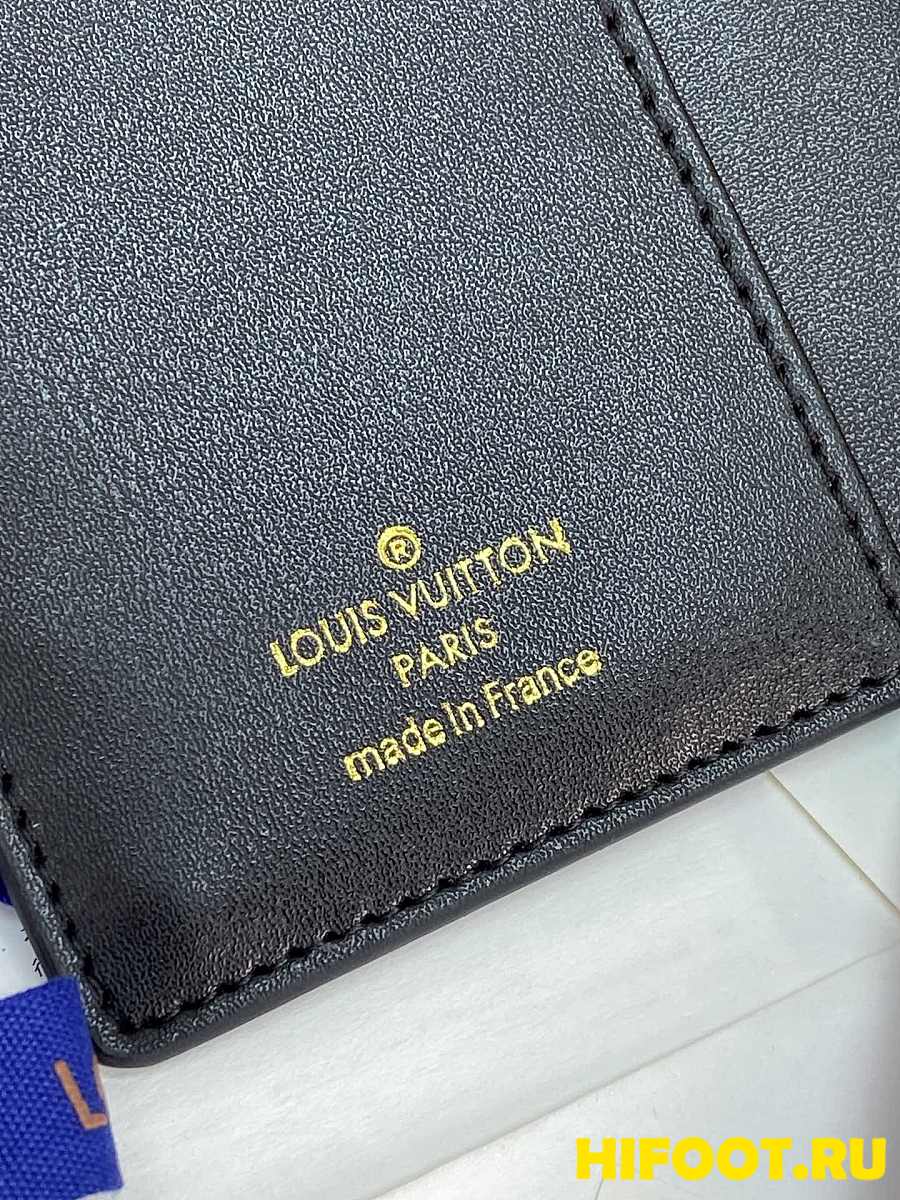 ®
LOUIS VUITTON
PARIS
made in France
L
HIFOOT.RU